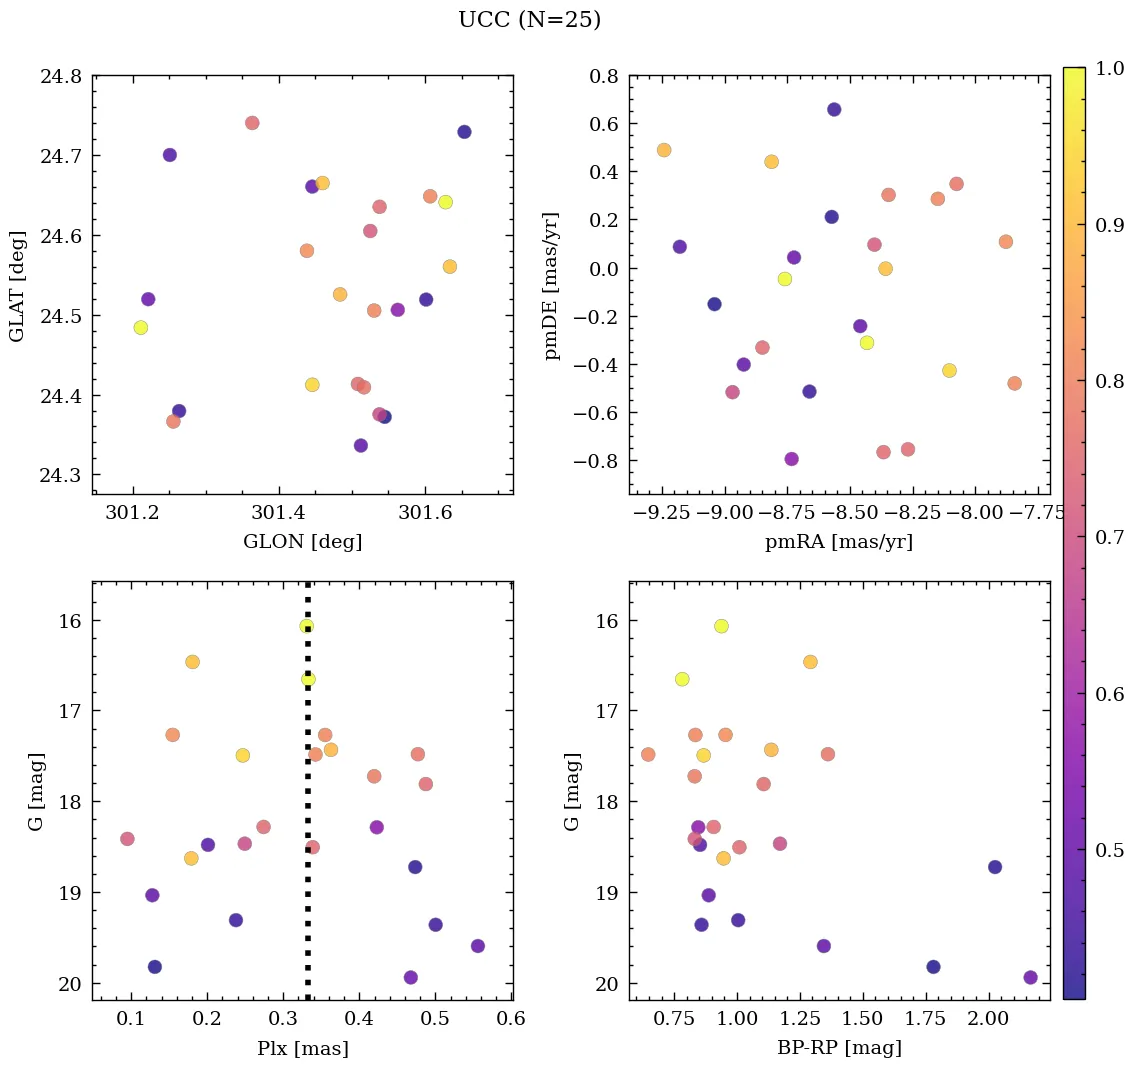 UCC (N=25)
24.8
24.7
24.6
24.5
24.4
24.3
GLAT [deg]
301.2 301.4 301.6
GLON [deg]
0.8
0.6
0.4
0.2
0.0
−0.2
−0.4
−0.6
−0.8
pmDE [mas/yr]
−9.25 −9.00 −8.75 −8.50 −8.25 −8.00 −7.75
pmRA [mas/yr]
1.0
0.9
0.8
0.7
0.6
0.5
16
17
18
19
20
G [mag]
0.1 0.2 0.3 0.4 0.5 0.6
Plx [mas]
16
17
18
19
20
G [mag]
0.75 1.00 1.25 1.50 1.75 2.00
BP-RP [mag]